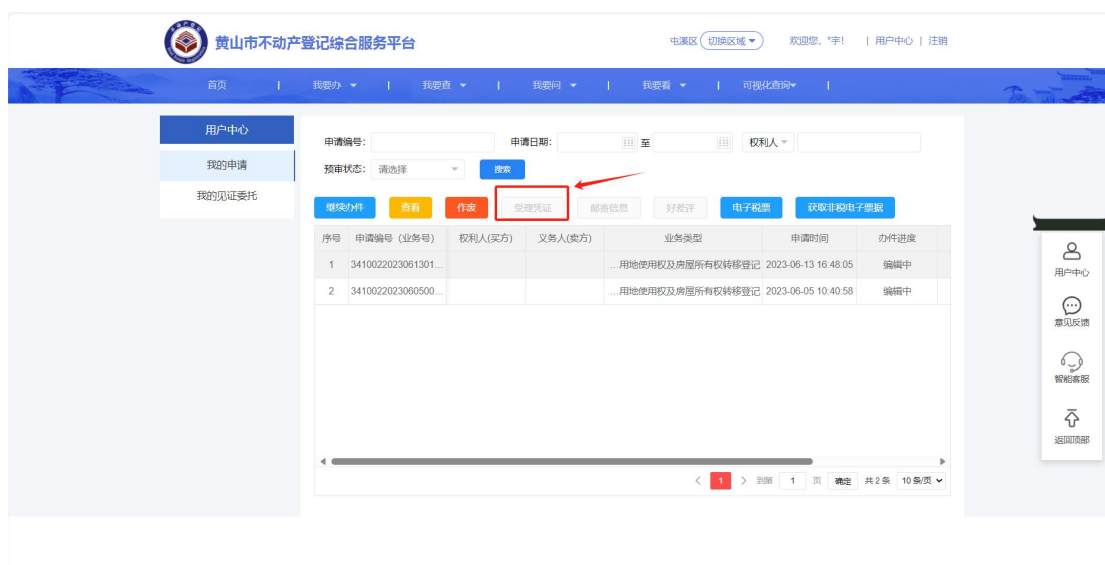 黄山市不动产登记综合服务平台
屯溪区 切换区域 欢迎您，*宇！ | 用户中心 | 注销
首页 | 我要办 | 我要查 | 我要问 | 我要看 | 可视化查询 |
用户中心
我的申请
我的见证委托
申请编号： 申请日期： 至 权利人
预审状态： 请选择 搜索
继续办件 查看 作废 受理凭证 邮寄信息 好差评 电子税票 获取非税电子票据
序号 申请编号（业务号） 权利人(买方) 义务人(卖方) 业务类型 申请时间 办件进度
1 3410022023061301... ...用地使用权及房屋所有权转移登记 2023-06-13 16:48:05 编辑中
2 3410022023060500... ...用地使用权及房屋所有权转移登记 2023-06-05 10:40:58 编辑中
1 到第 1 页 确定 共2条 10条/页
用户中心
意见反馈
智能客服
返回顶部